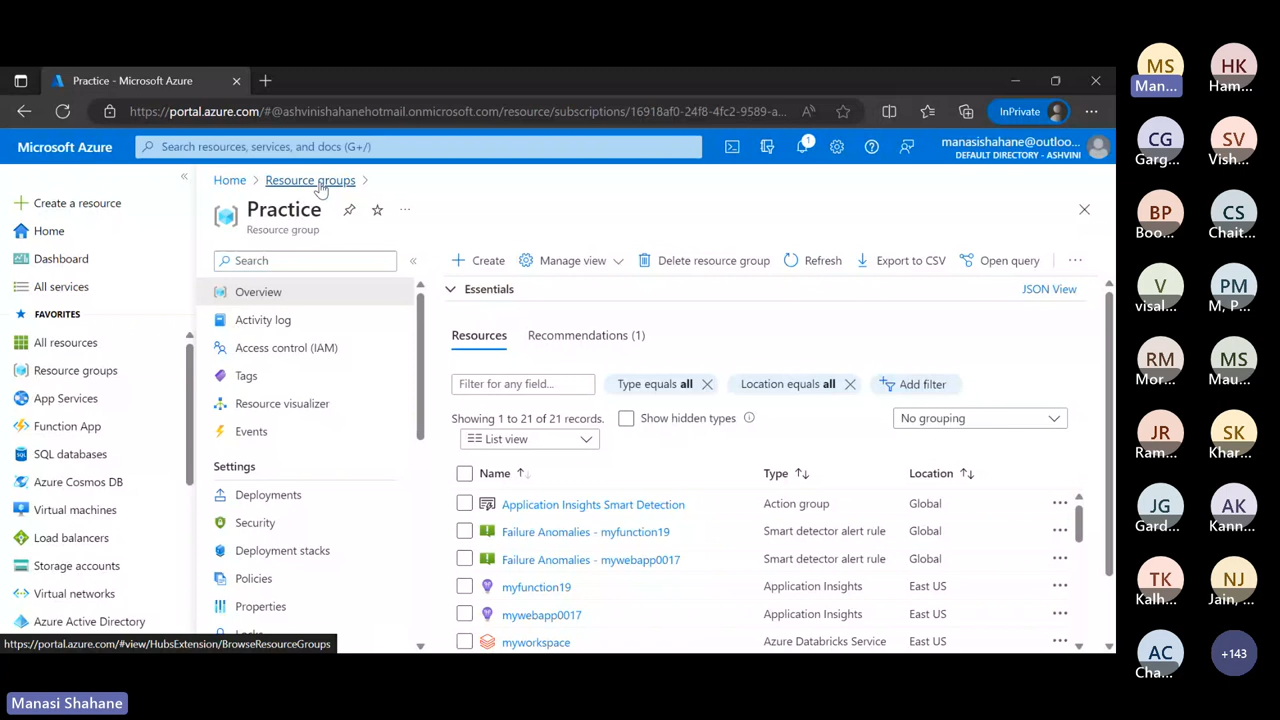 Practice - Microsoft Azure
https://portal.azure.com/#@ashvinishahanehotmail.onmicrosoft.com/resource/subscriptions/16918af0-24f8-4fc2-9589-a...
InPrivate
Microsoft Azure
Search resources, services, and docs (G+/)
1
manasishahane@outloo...
DEFAULT DIRECTORY - ASHVINI
Create a resource
Home
Dashboard
All services
FAVORITES
All resources
Resource groups
App Services
Function App
SQL databases
Azure Cosmos DB
Virtual machines
Load balancers
Storage accounts
Virtual networks
Azure Active Directory
https://portal.azure.com/#view/HubsExtension/BrowseResourceGroups
Home > Resource groups >
Practice
Resource group
Search
Overview
Activity log
Access control (IAM)
Tags
Resource visualizer
Events
Settings
Deployments
Security
Deployment stacks
Policies
Properties
Create Manage view Delete resource group Refresh Export to CSV Open query
Essentials JSON View
Resources Recommendations (1)
Filter for any field... Type equals all Location equals all Add filter
Showing 1 to 21 of 21 records. Show hidden types No grouping
List view
Name Type Location
Application Insights Smart Detection Action group Global
Failure Anomalies - myfunction19 Smart detector alert rule Global
Failure Anomalies - mywebapp0017 Smart detector alert rule Global
myfunction19 Application Insights East US
mywebapp0017 Application Insights East US
myworkspace Azure Databricks Service East US
MS HK
Man... Ham...
CG SV
Garg... Vish...
BP CS
Boo... Chait...
V PM
visal... M, P...
RM MS
Mor... Mau...
JR SK
Ram... Khar...
JG AK
Gard... Kann...
TK NJ
Kalh... Jain, ...
AC +143
Cha...
Manasi Shahane